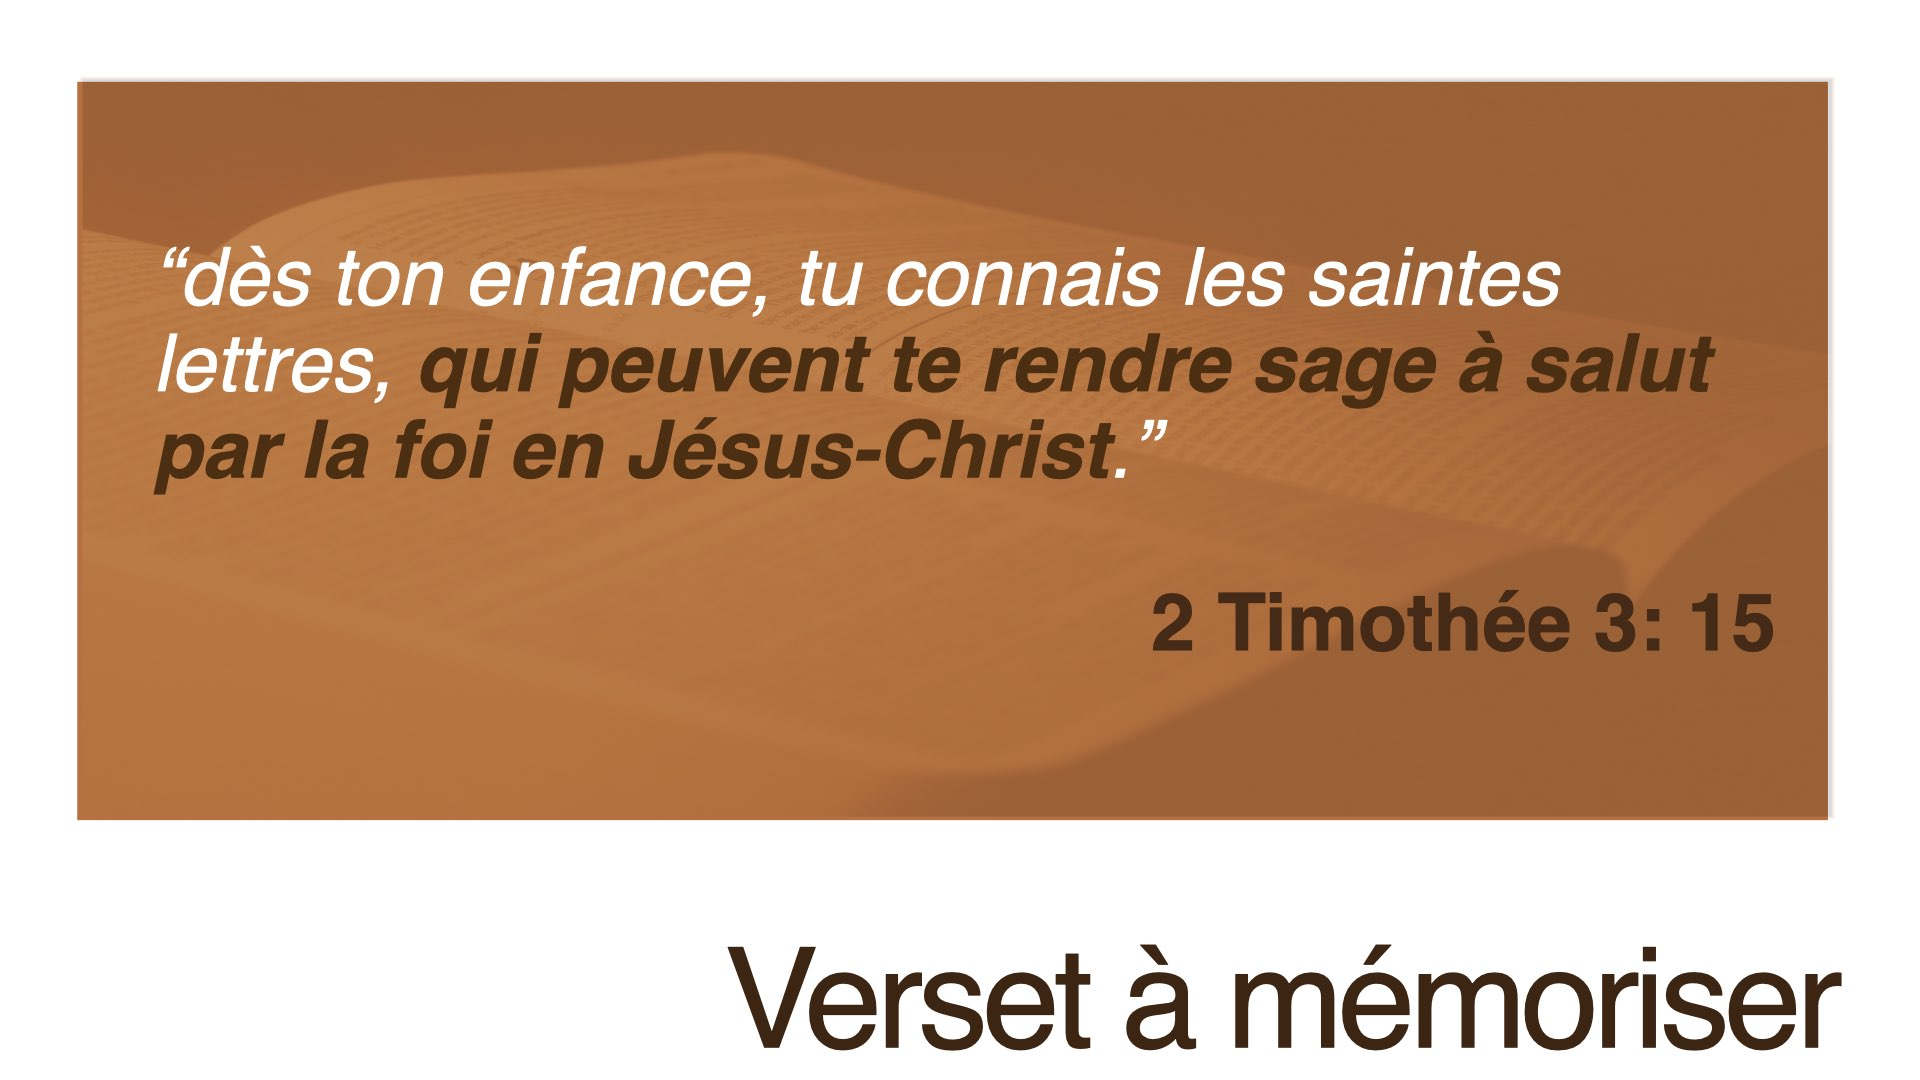 “dès ton enfance, tu connais les saintes
lettres, qui peuvent te rendre sage à salut
par la foi en Jésus-Christ.”
2 Timothée 3: 15
Verset à mémoriser